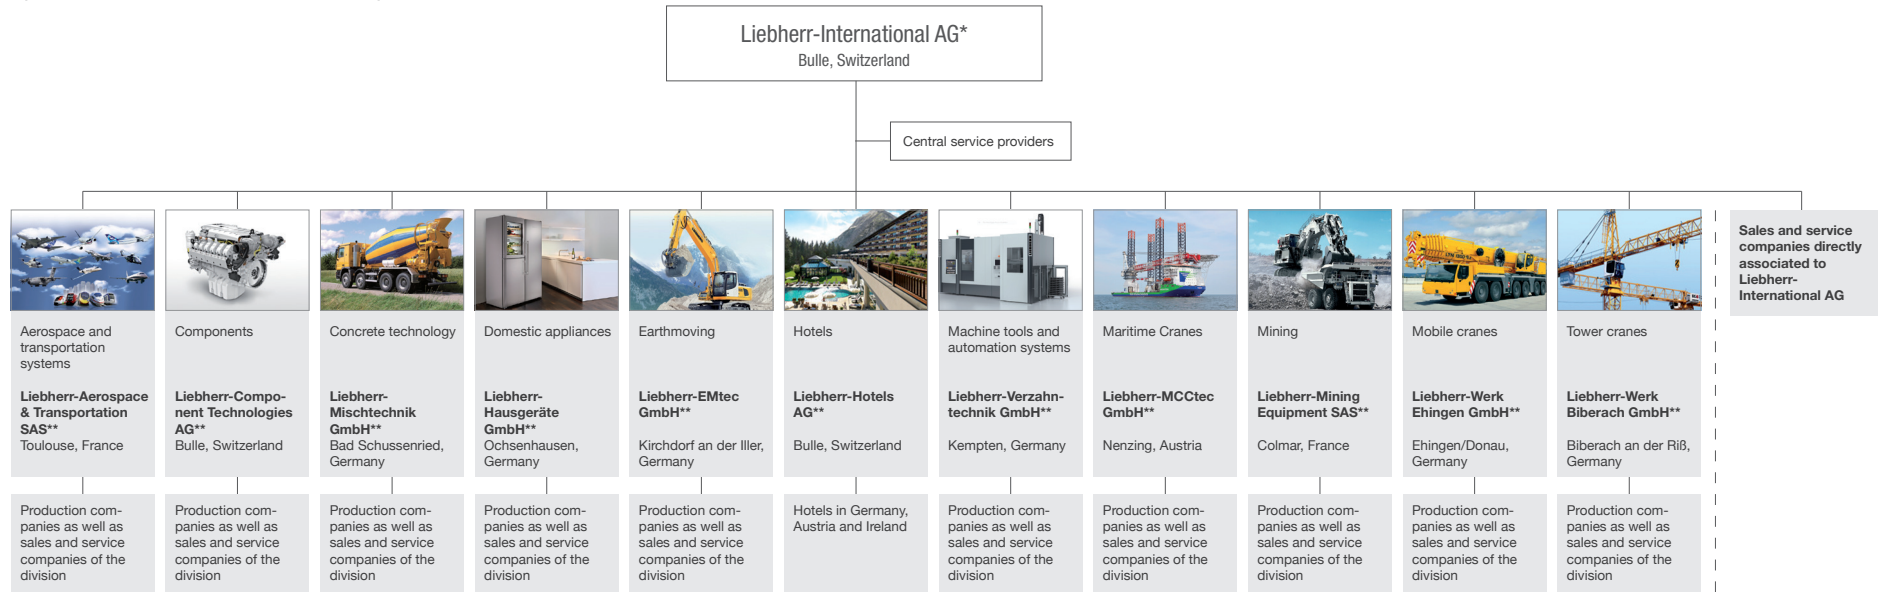 Liebherr-International AG*
Bulle, Switzerland
Central service providers
Aerospace and
transportation
systems
Liebherr-Aerospace
& Transportation
SAS**
Toulouse, France
Production com-
panies as well as
sales and service
companies of the
division
Components
Liebherr-Compo-
nent Technologies
AG**
Bulle, Switzerland
Production com-
panies as well as
sales and service
companies of the
division
Concrete technology
Liebherr-
Mischtechnik
GmbH**
Bad Schussenried,
Germany
Production com-
panies as well as
sales and service
companies of the
division
Domestic appliances
Liebherr-
Hausgeräte
GmbH**
Ochsenhausen,
Germany
Production com-
panies as well as
sales and service
companies of the
division
Earthmoving
Liebherr-EMtec
GmbH**
Kirchdorf an der Iller,
Germany
Production com-
panies as well as
sales and service
companies of the
division
Hotels
Liebherr-Hotels
AG**
Bulle, Switzerland
Hotels in Germany,
Austria and Ireland
Machine tools and
automation systems
Liebherr-Verzahn-
technik GmbH**
Kempten, Germany
Production com-
panies as well as
sales and service
companies of the
division
Maritime Cranes
Liebherr-MCCtec
GmbH**
Nenzing, Austria
Production com-
panies as well as
sales and service
companies of the
division
Mining
Liebherr-Mining
Equipment SAS**
Colmar, France
Production com-
panies as well as
sales and service
companies of the
division
Mobile cranes
Liebherr-Werk
Ehingen GmbH**
Ehingen/Donau,
Germany
Production com-
panies as well as
sales and service
companies of the
division
Tower cranes
Liebherr-Werk
Biberach GmbH**
Biberach an der Riß,
Germany
Production com-
panies as well as
sales and service
companies of the
division
Sales and service
companies directly
associated to
Liebherr-
International AG